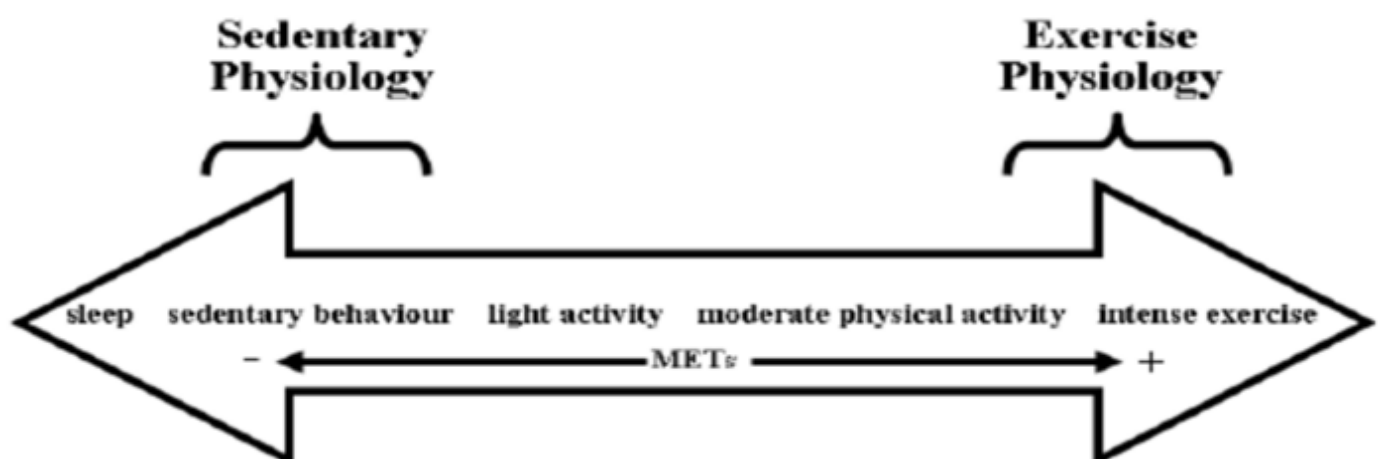 Sedentary
Physiology
Exercise
Physiology
sleep sedentary behaviour light activity moderate physical activity intense exercise
- METs +